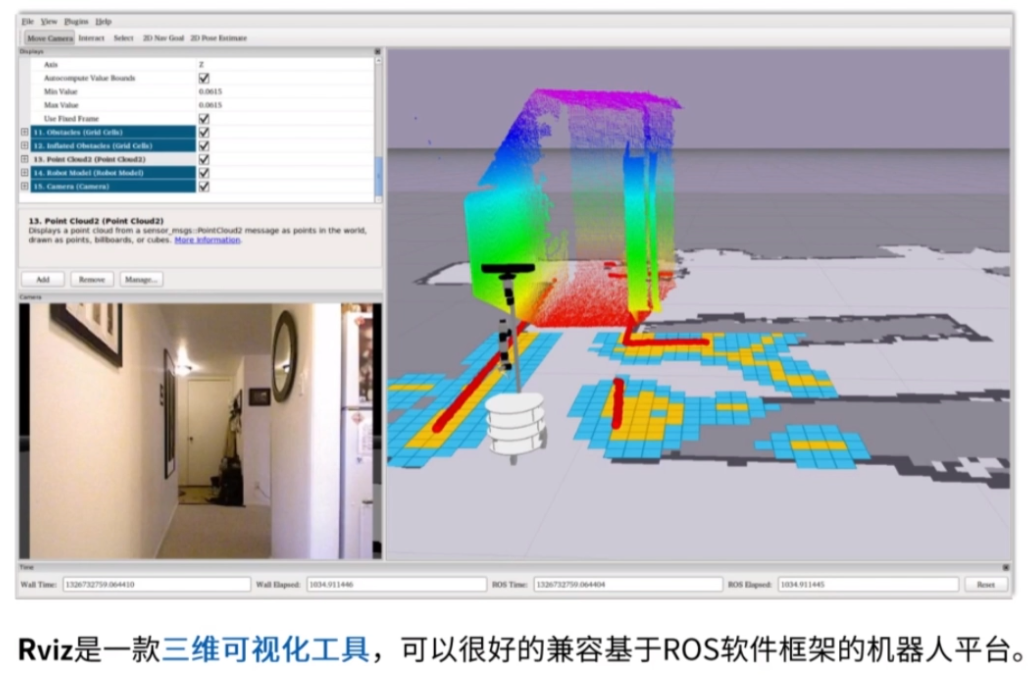 File View Plugins Help
Move Camera Interact Select 2D Nav Goal 2D Pose Estimate
Displays
Axis Z
Autocompute Value Bounds
Min Value 0.0615
Max Value 0.0615
Use Fixed Frame
11. Obstacles (Grid Cells)
12. Inflated Obstacles (Grid Cells)
13. Point Cloud2 (Point Cloud2)
14. Robot Model (Robot Model)
15. Camera (Camera)
13. Point Cloud2 (Point Cloud2)
Displays a point cloud from a sensor_msgs::PointCloud2 message as points in the world,
drawn as points, billboards, or cubes. More Information.
Add Remove Manage...
Camera
Time
Wall Time: 1326732759.064410 Wall Elapsed: 1034.911446 ROS Time: 1326732759.064404 ROS Elapsed: 1034.911445 Reset
Rviz是一款三维可视化工具，可以很好的兼容基于ROS软件框架的机器人平台。